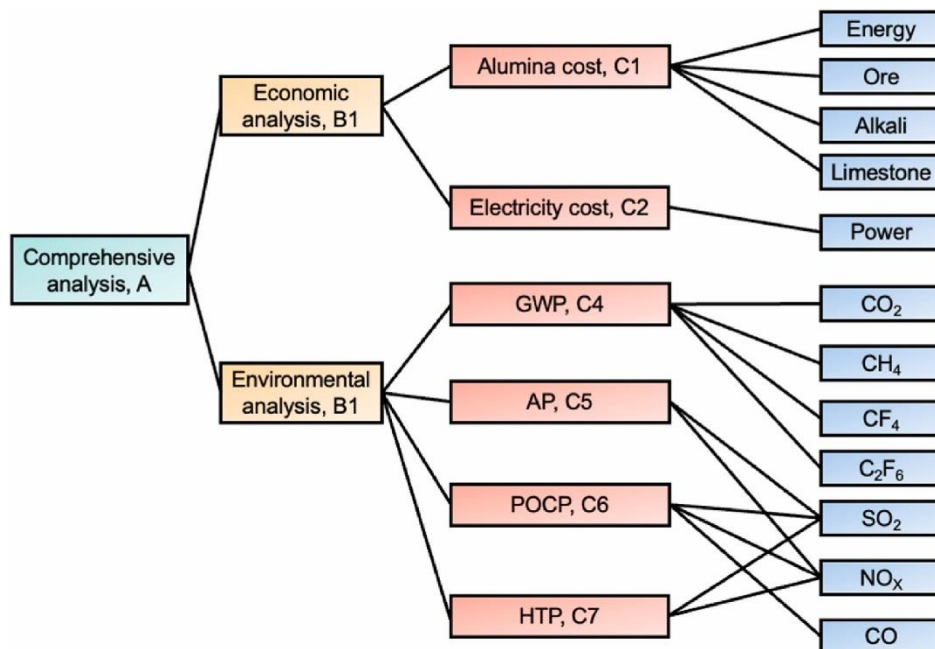 Comprehensive
analysis, A
Economic
analysis, B1
Environmental
analysis, B1
Alumina cost, C1
Electricity cost, C2
GWP, C4
AP, C5
POCP, C6
HTP, C7
Energy
Ore
Alkali
Limestone
Power
CO₂
CH₄
CF₄
C₂F₆
SO₂
NOₓ
CO